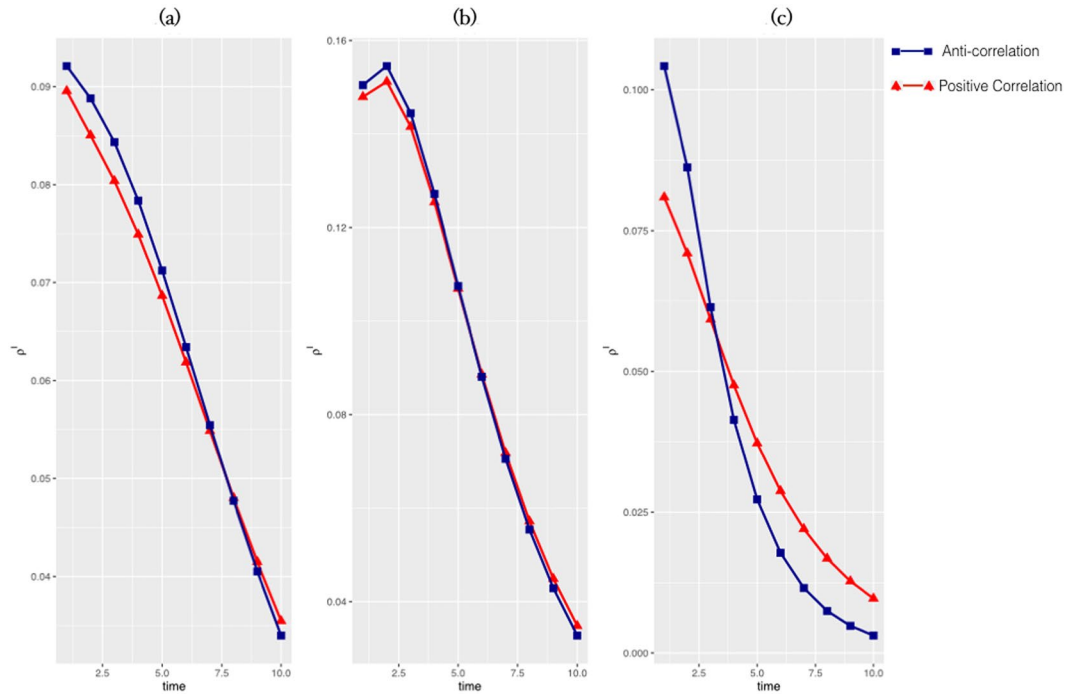 (a)
(b)
(c)
0.09
0.08
0.07
0.06
0.05
0.04
ρᴵ
2.5 5.0 7.5 10.0
time
0.16
0.12
0.08
0.04
ρᴵ
2.5 5.0 7.5 10.0
time
0.100
0.075
0.050
0.025
0.000
ρᴵ
2.5 5.0 7.5 10.0
time
Anti-correlation
Positive Correlation